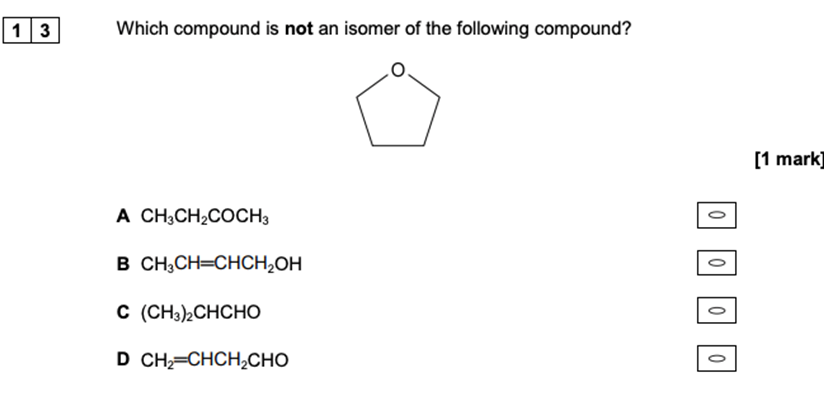 1 3 Which compound is not an isomer of the following compound?
O
[1 mark]
A CH₃CH₂COCH₃
B CH₃CH=CHCH₂OH
C (CH₃)₂CHCHO
D CH₂=CHCH₂CHO